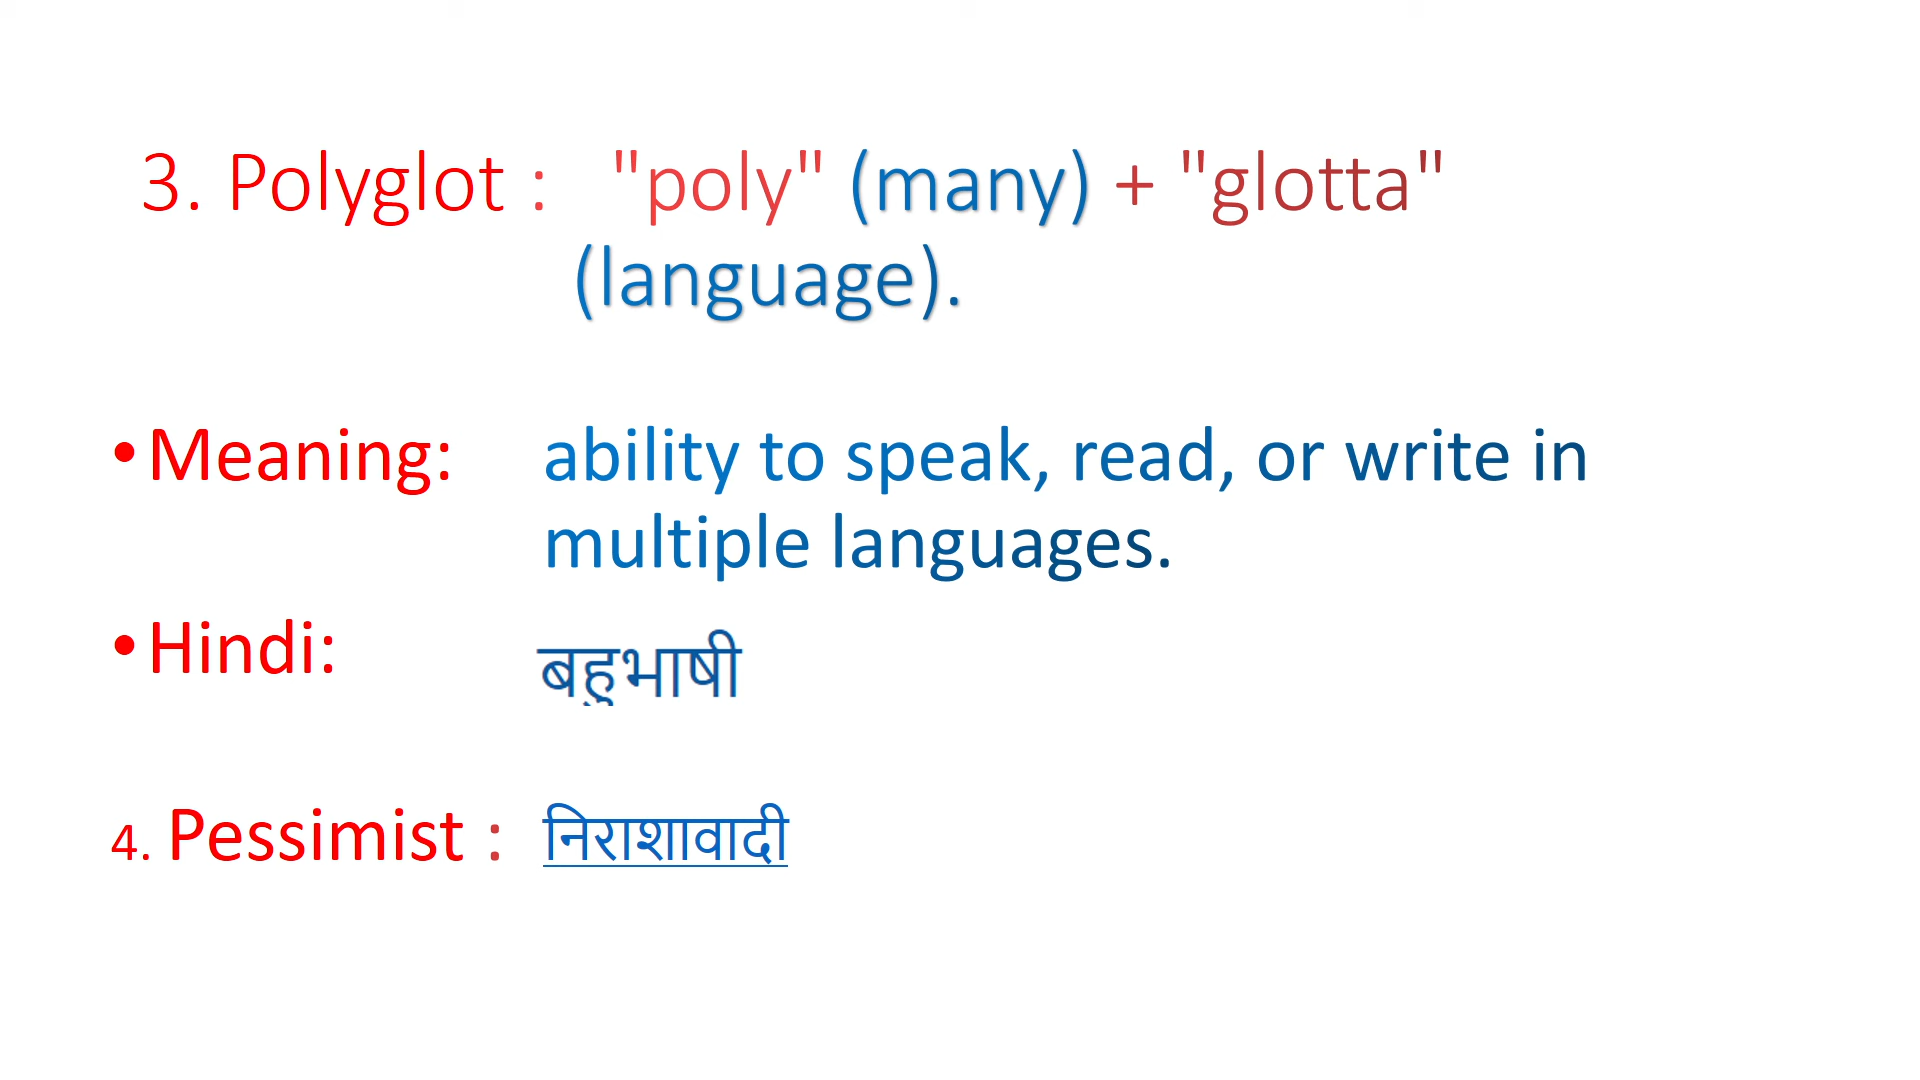 3. Polyglot : "poly" (many) + "glotta"
(language).
•Meaning: ability to speak, read, or write in
multiple languages.
•Hindi: बहुभाषी
4. Pessimist : निराशावादी